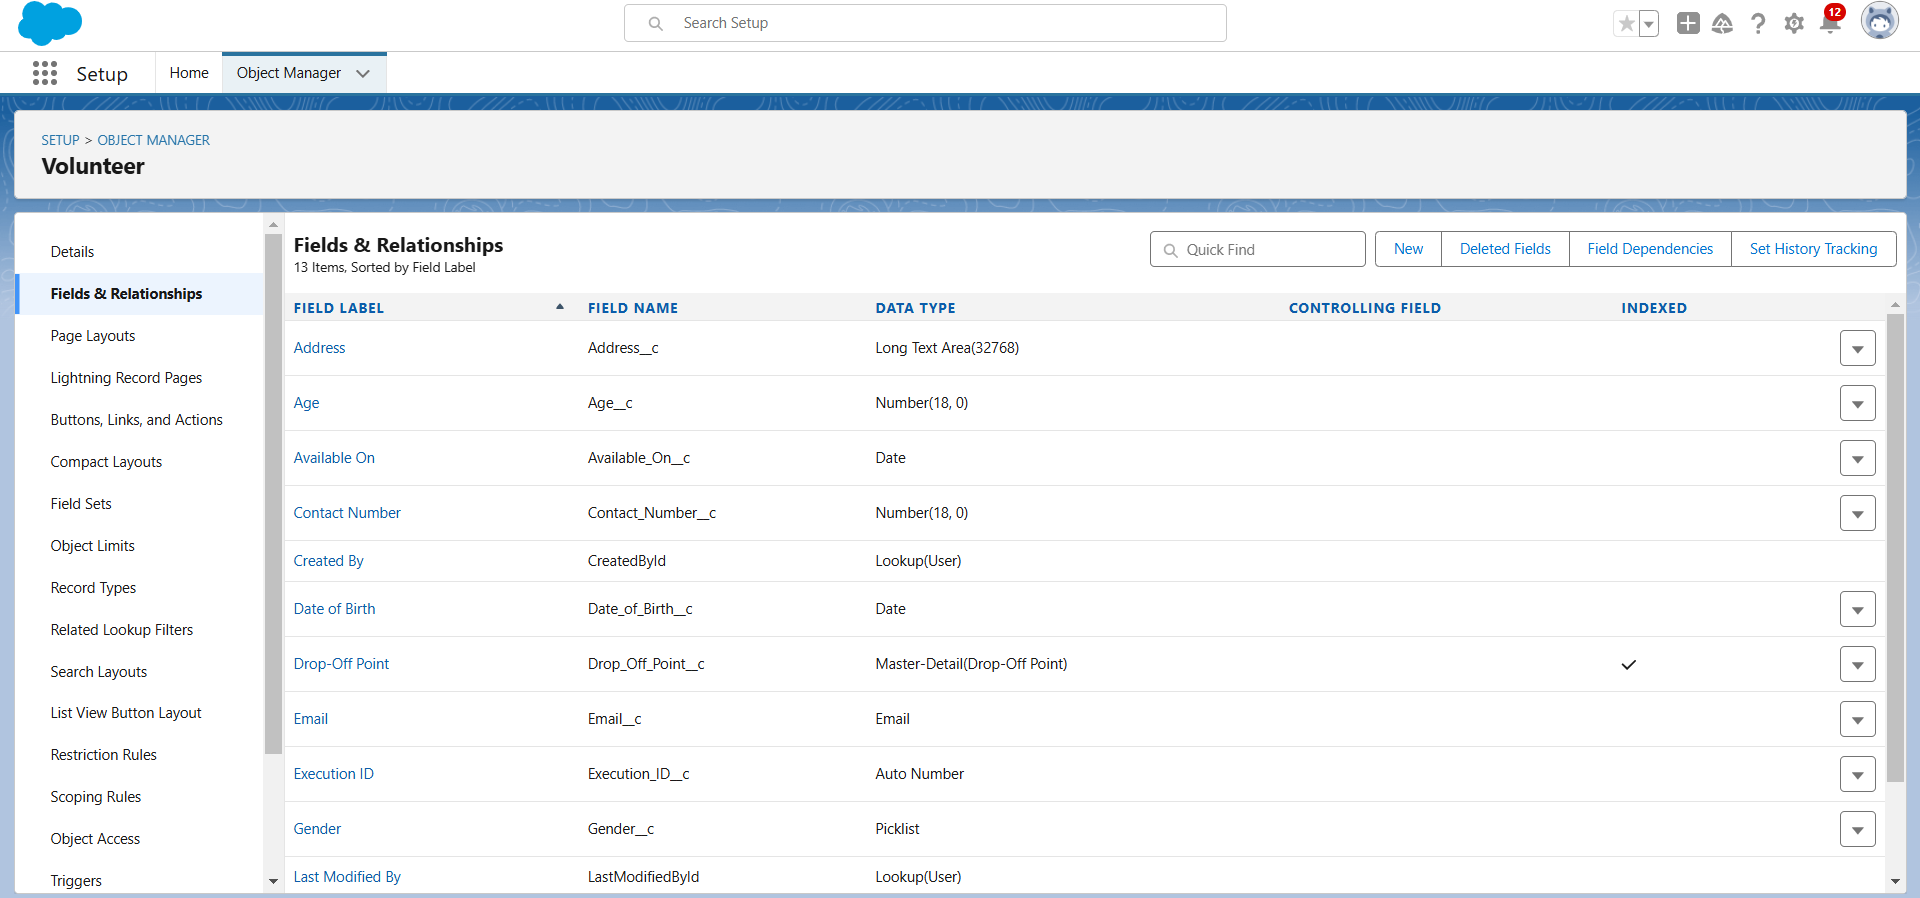 Search Setup
12
Setup
Home
Object Manager
SETUP > OBJECT MANAGER
Volunteer
Details
Fields & Relationships
Page Layouts
Lightning Record Pages
Buttons, Links, and Actions
Compact Layouts
Field Sets
Object Limits
Record Types
Related Lookup Filters
Search Layouts
List View Button Layout
Restriction Rules
Scoping Rules
Object Access
Triggers
Fields & Relationships
13 Items, Sorted by Field Label
Quick Find
New
Deleted Fields
Field Dependencies
Set History Tracking
FIELD LABEL FIELD NAME DATA TYPE CONTROLLING FIELD INDEXED
Address Address__c Long Text Area(32768)
Age Age__c Number(18, 0)
Available On Available_On__c Date
Contact Number Contact_Number__c Number(18, 0)
Created By CreatedById Lookup(User)
Date of Birth Date_of_Birth__c Date
Drop-Off Point Drop_Off_Point__c Master-Detail(Drop-Off Point)
Email Email__c Email
Execution ID Execution_ID__c Auto Number
Gender Gender__c Picklist
Last Modified By LastModifiedById Lookup(User)